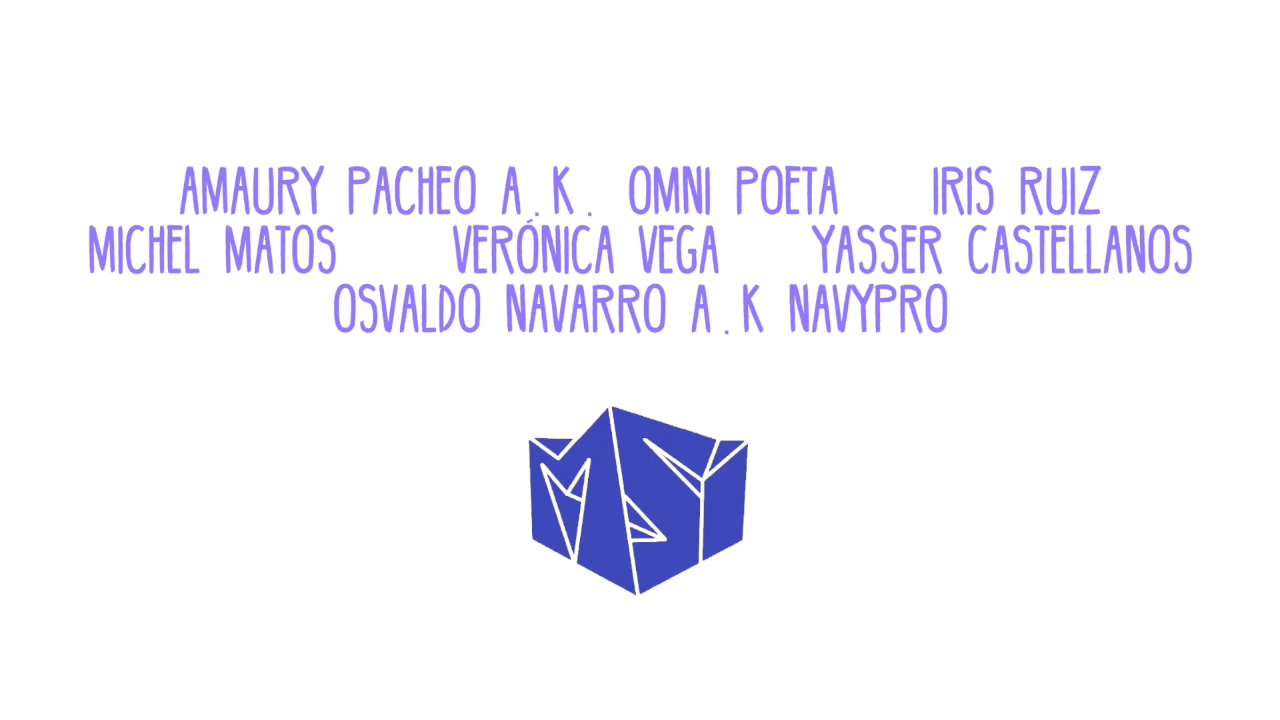 AMAURY PACHEO A.K. OMNI POETA IRIS RUIZ
MICHEL MATOS VERÓNICA VEGA YASSER CASTELLANOS
OSVALDO NAVARRO A.K NAVYPRO